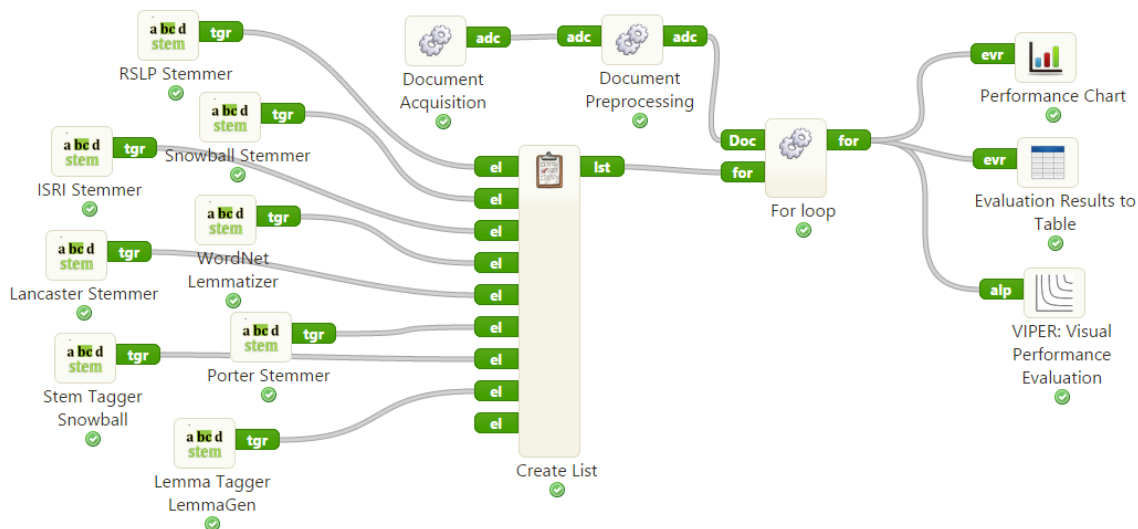 a bc d
stem
tgr
RSLP Stemmer
a bc d
stem
tgr
Snowball Stemmer
a bc d
stem
tgr
ISRI Stemmer
a bc d
stem
tgr
WordNet
Lemmatizer
a bc d
stem
tgr
Lancaster Stemmer
a bc d
stem
tgr
Porter Stemmer
a bc d
stem
tgr
Stem Tagger
Snowball
a bc d
stem
tgr
Lemma Tagger
LemmaGen
adc
Document
Acquisition
adc
adc
Document
Preprocessing
el
el
el
el
el
el
el
el
el
lst
Create List
Doc
for
for
For loop
evr
Performance Chart
evr
Evaluation Results to
Table
alp
VIPER: Visual
Performance
Evaluation